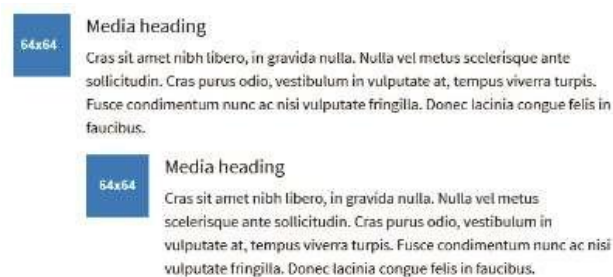 64x64
Media heading
Cras sit amet nibh libero, in gravida nulla. Nulla vel metus scelerisque ante
sollicitudin. Cras purus odio, vestibulum in vulputate at, tempus viverra turpis.
Fusce condimentum nunc ac nisi vulputate fringilla. Donec lacinia congue felis in
faucibus.
64x64
Media heading
Cras sit amet nibh libero, in gravida nulla. Nulla vel metus
scelerisque ante sollicitudin. Cras purus odio, vestibulum in
vulputate at, tempus viverra turpis. Fusce condimentum nunc ac nisi
vulputate fringilla. Donec lacinia congue felis in faucibus.